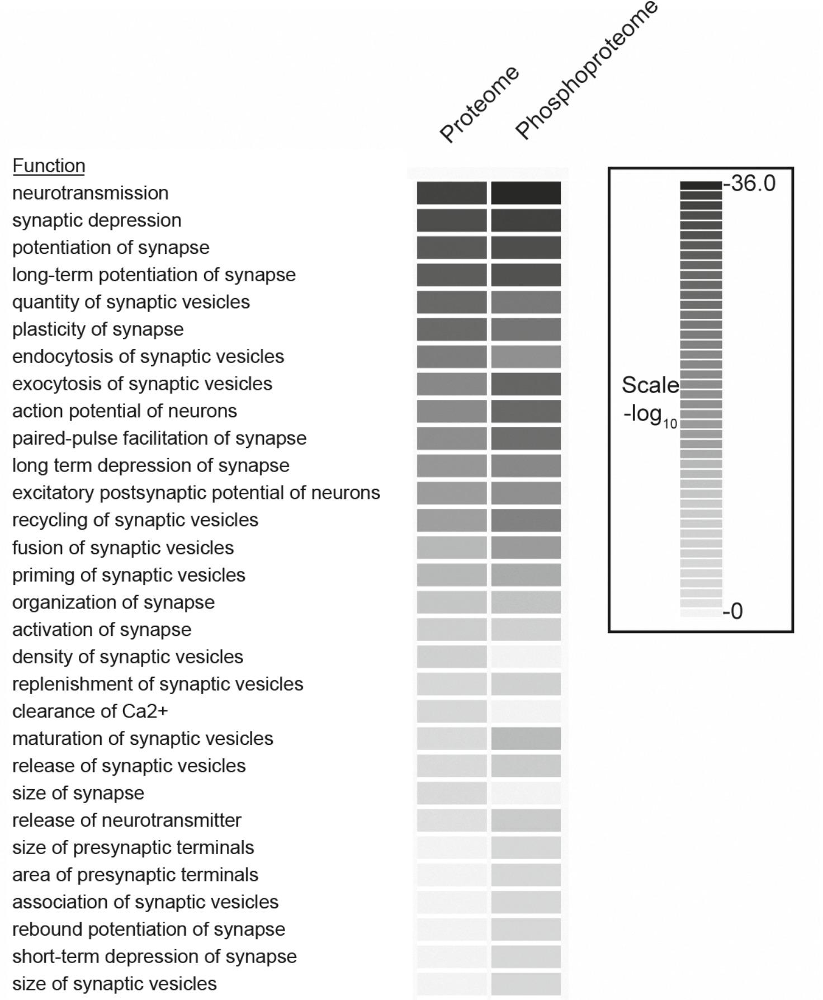 Proteome
Phosphoproteome
Function
neurotransmission
synaptic depression
potentiation of synapse
long-term potentiation of synapse
quantity of synaptic vesicles
plasticity of synapse
endocytosis of synaptic vesicles
exocytosis of synaptic vesicles
action potential of neurons
paired-pulse facilitation of synapse
long term depression of synapse
excitatory postsynaptic potential of neurons
recycling of synaptic vesicles
fusion of synaptic vesicles
priming of synaptic vesicles
organization of synapse
activation of synapse
density of synaptic vesicles
replenishment of synaptic vesicles
clearance of Ca2+
maturation of synaptic vesicles
release of synaptic vesicles
size of synapse
release of neurotransmitter
size of presynaptic terminals
area of presynaptic terminals
association of synaptic vesicles
rebound potentiation of synapse
short-term depression of synapse
size of synaptic vesicles
-36.0
Scale
-log10
-0